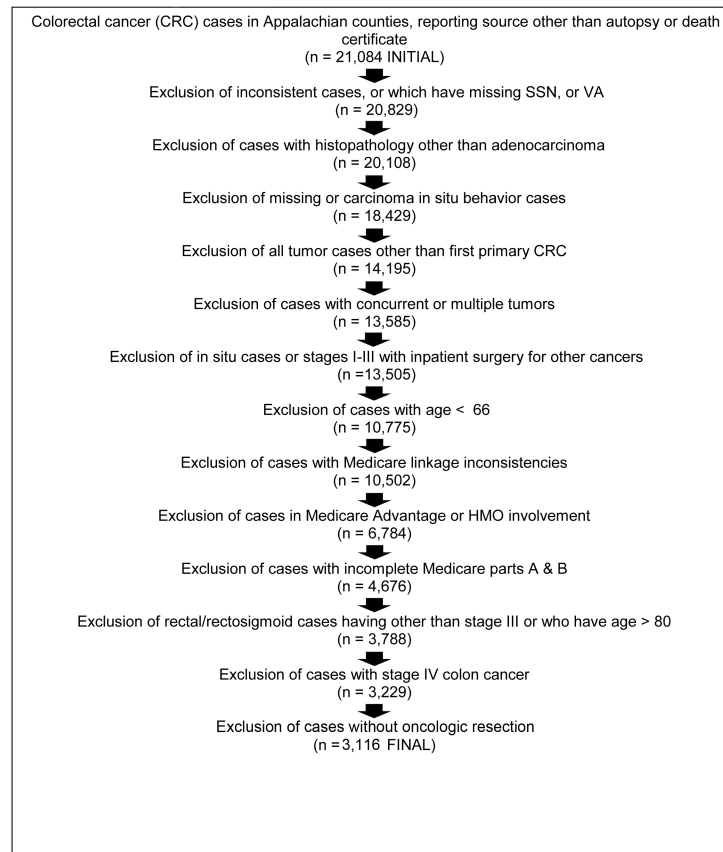 Colorectal cancer (CRC) cases in Appalachian counties, reporting source other than autopsy or death
certificate
(n = 21,084 INITIAL)
Exclusion of inconsistent cases, or which have missing SSN, or VA
(n = 20,829)
Exclusion of cases with histopathology other than adenocarcinoma
(n = 20,108)
Exclusion of missing or carcinoma in situ behavior cases
(n = 18,429)
Exclusion of all tumor cases other than first primary CRC
(n = 14,195)
Exclusion of cases with concurrent or multiple tumors
(n = 13,585)
Exclusion of in situ cases or stages I-III with inpatient surgery for other cancers
(n =13,505)
Exclusion of cases with age < 66
(n = 10,775)
Exclusion of cases with Medicare linkage inconsistencies
(n = 10,502)
Exclusion of cases in Medicare Advantage or HMO involvement
(n = 6,784)
Exclusion of cases with incomplete Medicare parts A & B
(n = 4,676)
Exclusion of rectal/rectosigmoid cases having other than stage III or who have age > 80
(n = 3,788)
Exclusion of cases with stage IV colon cancer
(n = 3,229)
Exclusion of cases without oncologic resection
(n = 3,116 FINAL)